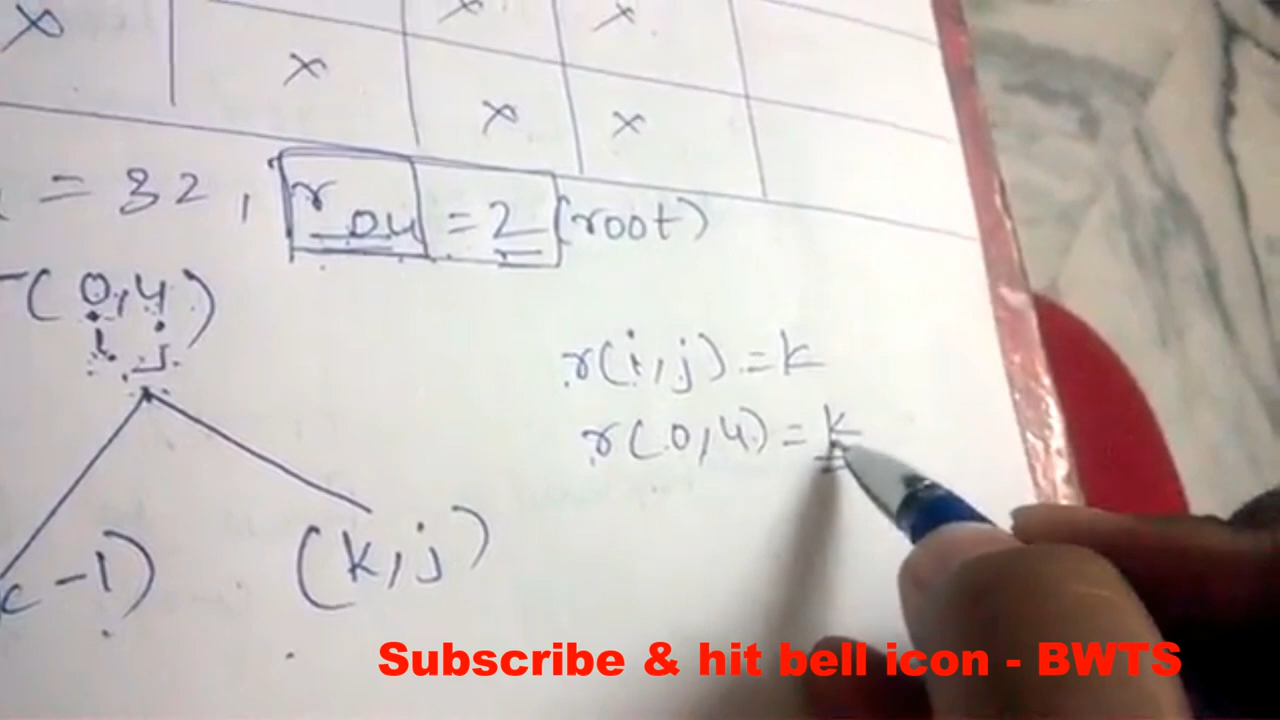 x x x
x x x
= 32, r04 = 2 (root)
(0,4)
i j
r(i,j) = k
r(0,4) = k
-1) (k,j)
Subscribe & hit bell icon - BWTS